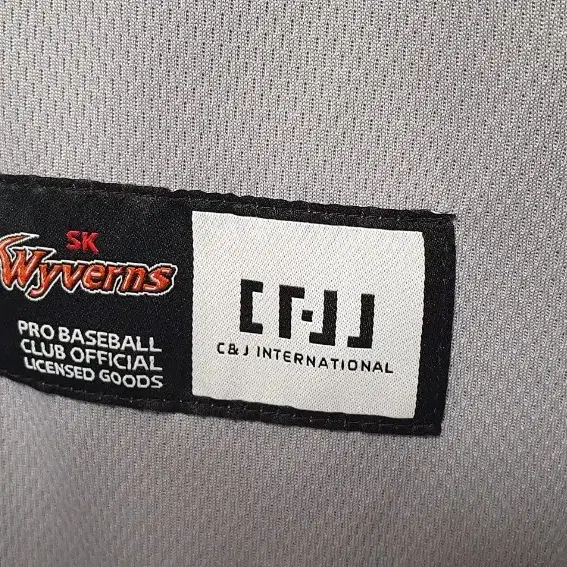 SK
Wyverns
PRO BASEBALL
CLUB OFFICIAL
LICENSED GOODS
C&J
C&J INTERNATIONAL